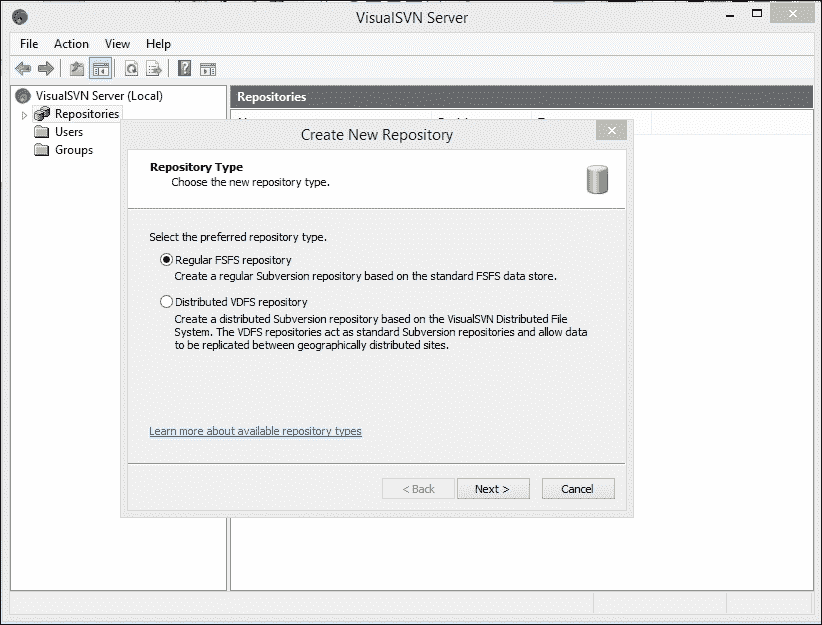 VisualSVN Server
File Action View Help
VisualSVN Server (Local)
Repositories
Users
Groups
Repositories
Create New Repository
Repository Type
Choose the new repository type.
Select the preferred repository type.
Regular FSFS repository
Create a regular Subversion repository based on the standard FSFS data store.
Distributed VDFS repository
Create a distributed Subversion repository based on the VisualSVN Distributed File
System. The VDFS repositories act as standard Subversion repositories and allow data
to be replicated between geographically distributed sites.
Learn more about available repository types
< Back Next > Cancel